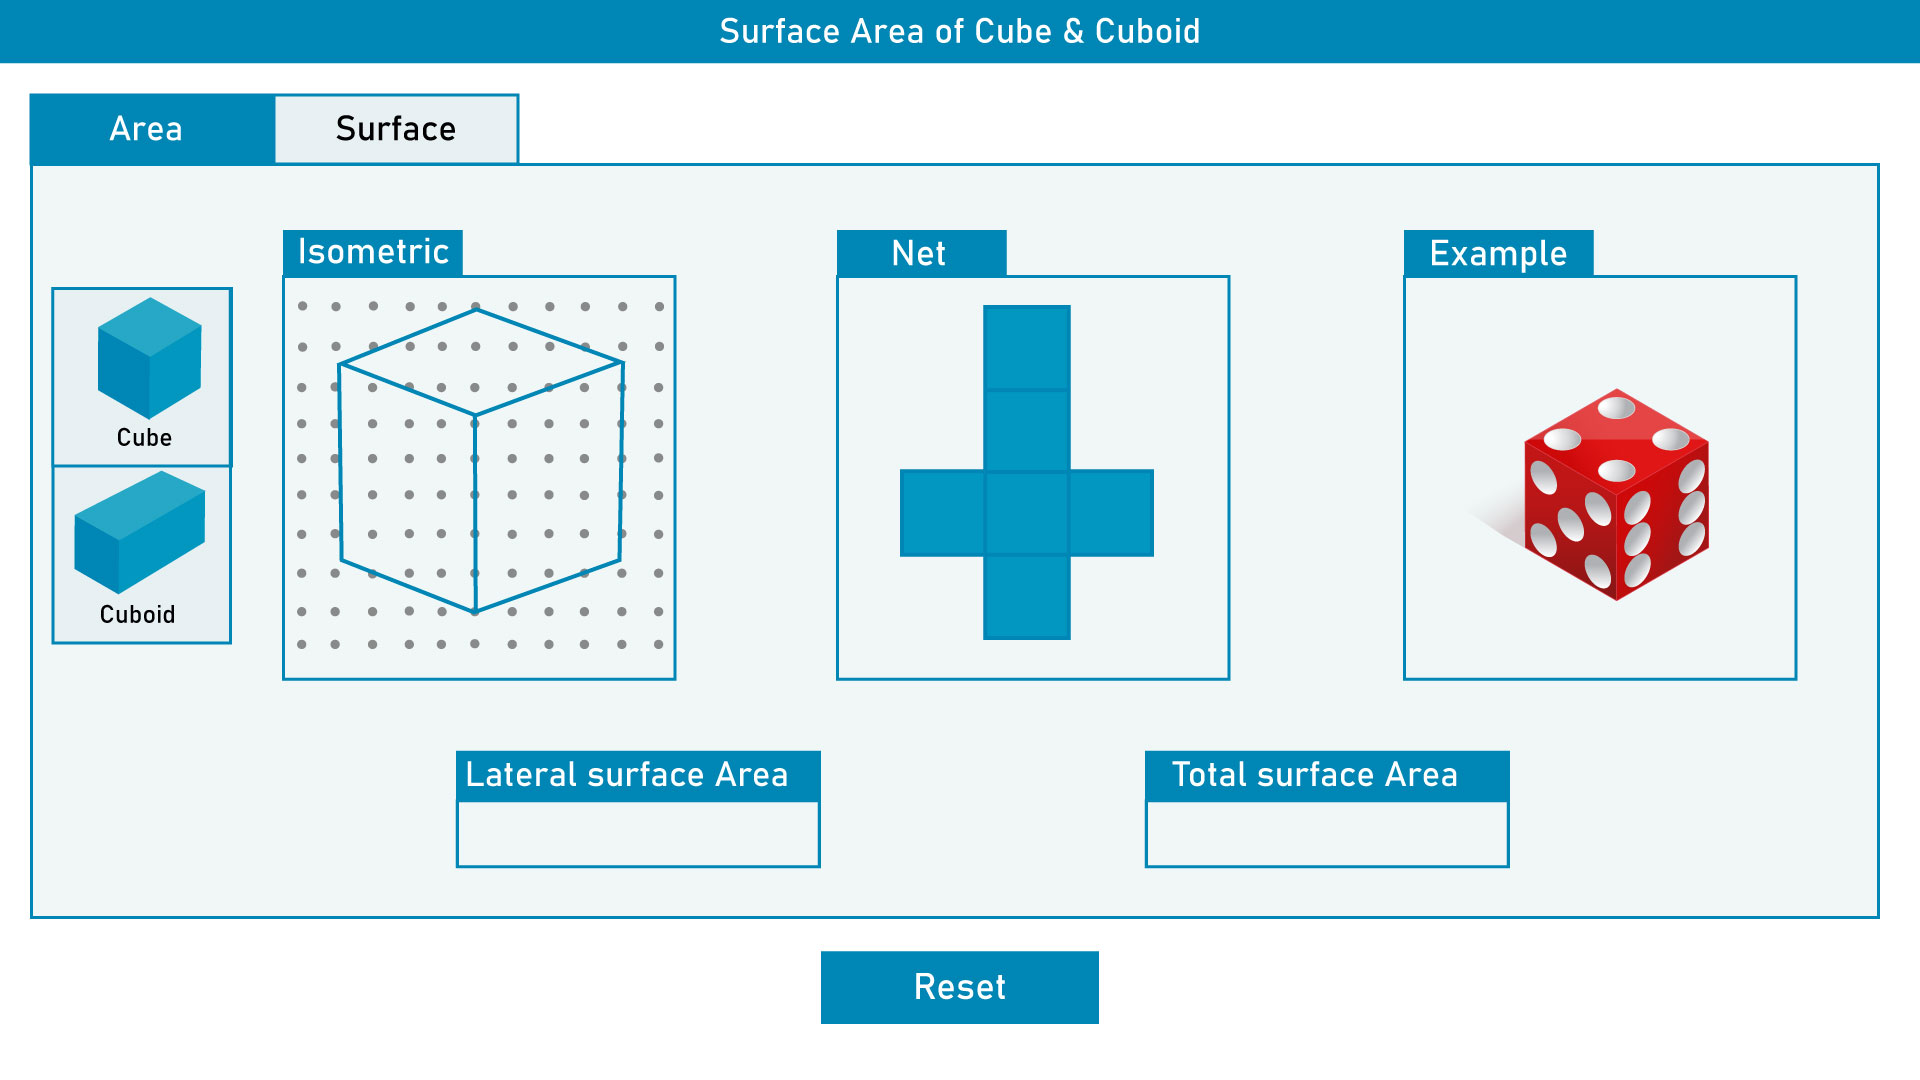 Surface Area of Cube & Cuboid
Area
Surface
Isometric
Net
Example
Cube
Cuboid
Lateral surface Area
Total surface Area
Reset